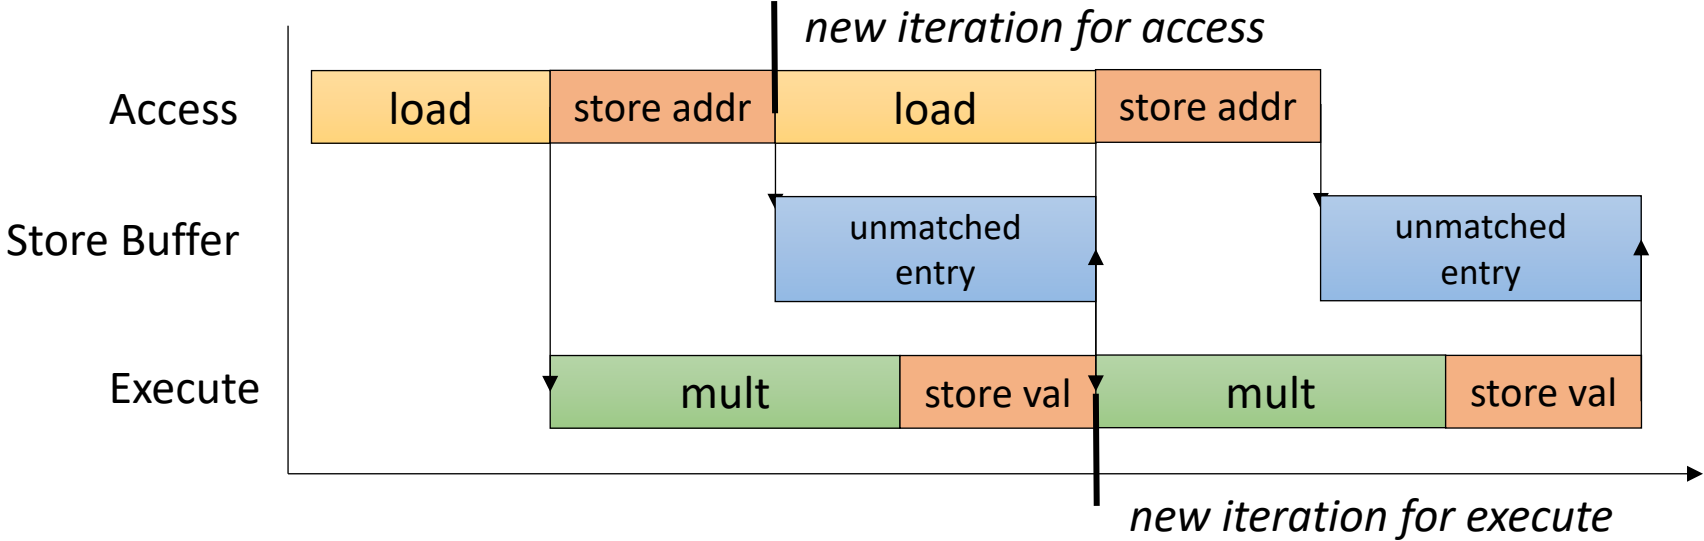 new iteration for access
Access
load
store addr
load
store addr
Store Buffer
unmatched
entry
unmatched
entry
Execute
mult
store val
mult
store val
new iteration for execute